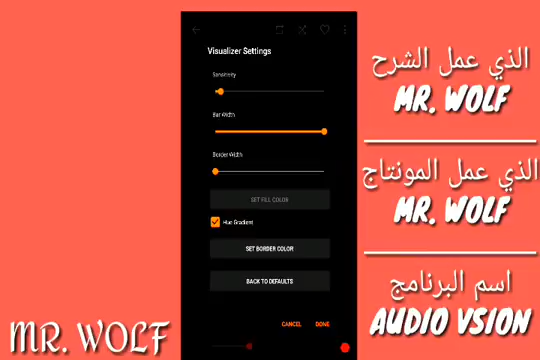 Visualizer Settings
Sensitivity
Bar Width
Border Width
SET FILL COLOR
Hue Gradient
SET BORDER COLOR
BACK TO DEFAULTS
CANCEL DONE
الذي عمل الشرح
MR. WOLF
الذي عمل المونتاج
MR. WOLF
اسم البرنامج
AUDIO VSION
MR. WOLF